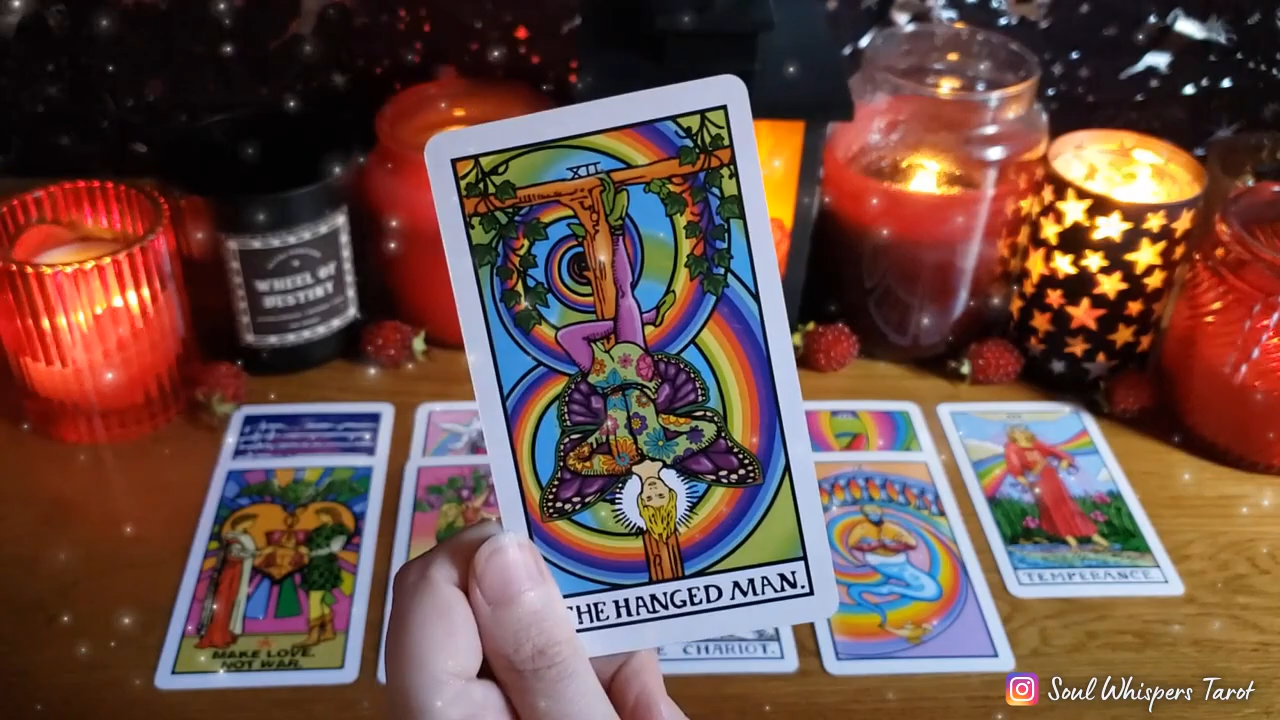 XII
WHEEL OF
DESTINY
THE HANGED MAN.
MAKE LOVE.
NOT WAR.
CHARIOT.
TEMPERANCE.
Soul Whispers Tarot